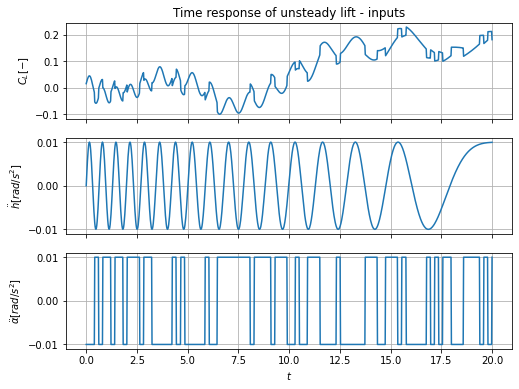 Time response of unsteady lift - inputs
0.2
0.1
0.0
−0.1
C_L [−]
0.01
0.00
−0.01
ḧ[rad/s²]
0.01
0.00
−0.01
α̈[rad/s²]
0.0 2.5 5.0 7.5 10.0 12.5 15.0 17.5 20.0
t